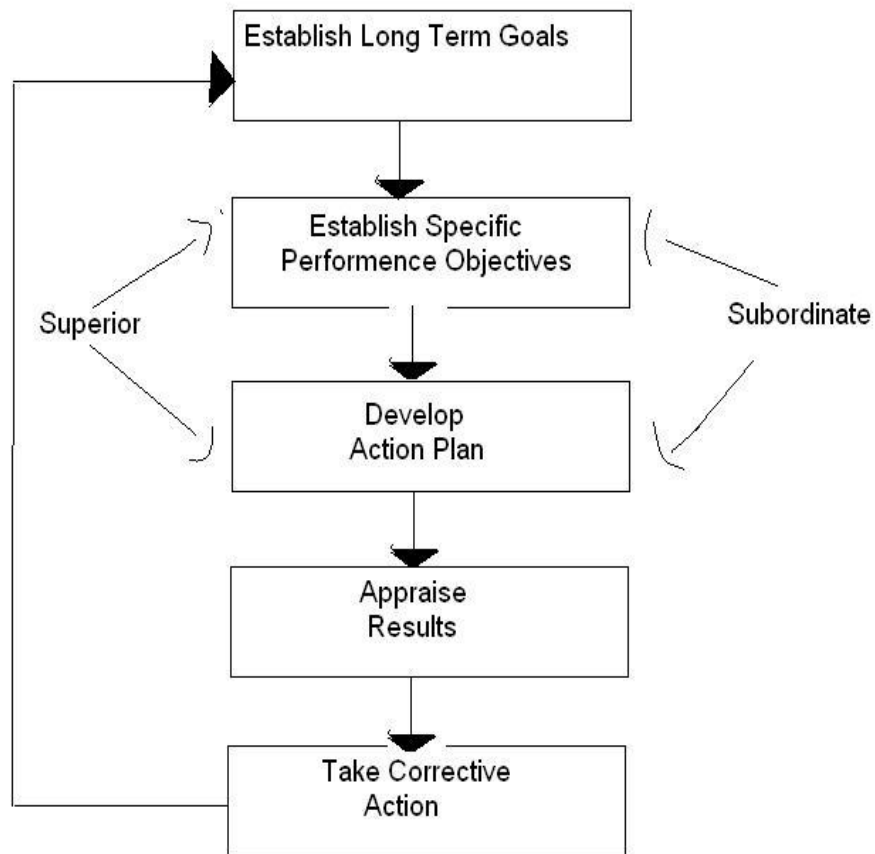 Establish Long Term Goals
Establish Specific
Performence Objectives
Superior
Subordinate
Develop
Action Plan
Appraise
Results
Take Corrective
Action